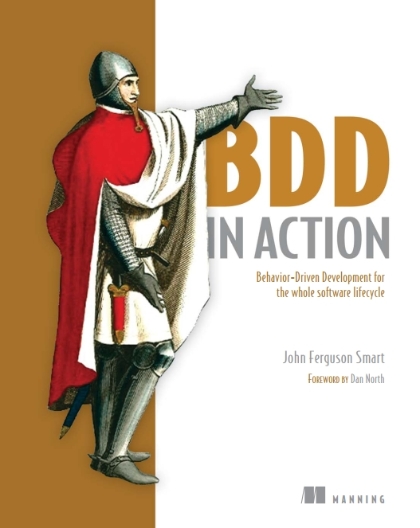 BDD
IN ACTION
Behavior-Driven Development for
the whole software lifecycle
John Ferguson Smart
FOREWORD BY Dan North
MANNING